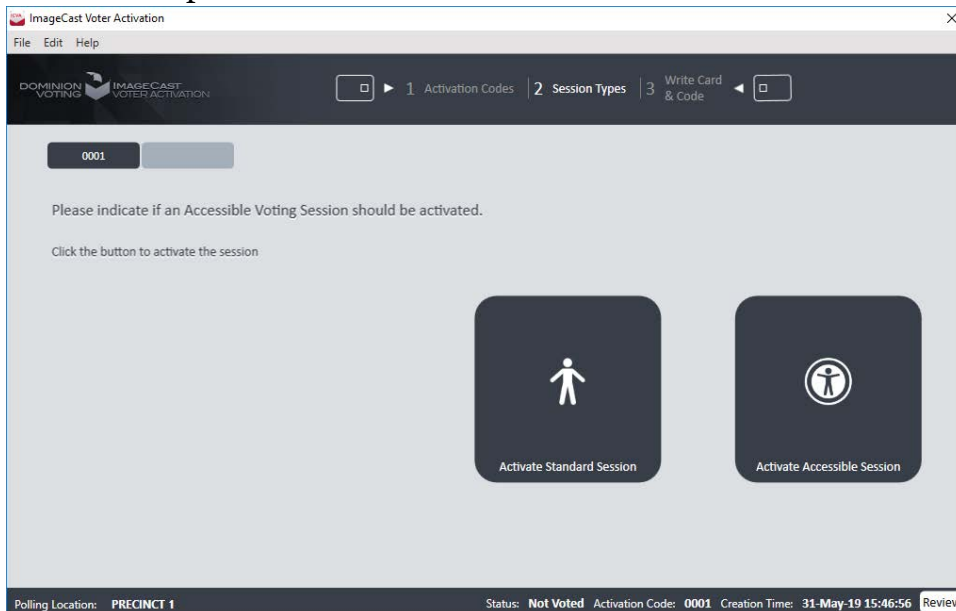 ImageCast Voter Activation
File Edit Help
DOMINION VOTING IMAGECAST VOTER ACTIVATION
1 Activation Codes 2 Session Types 3 Write Card & Code
0001
Please indicate if an Accessible Voting Session should be activated.
Click the button to activate the session
Activate Standard Session Activate Accessible Session
Polling Location: PRECINCT 1 Status: Not Voted Activation Code: 0001 Creation Time: 31-May-19 15:46:56 Review